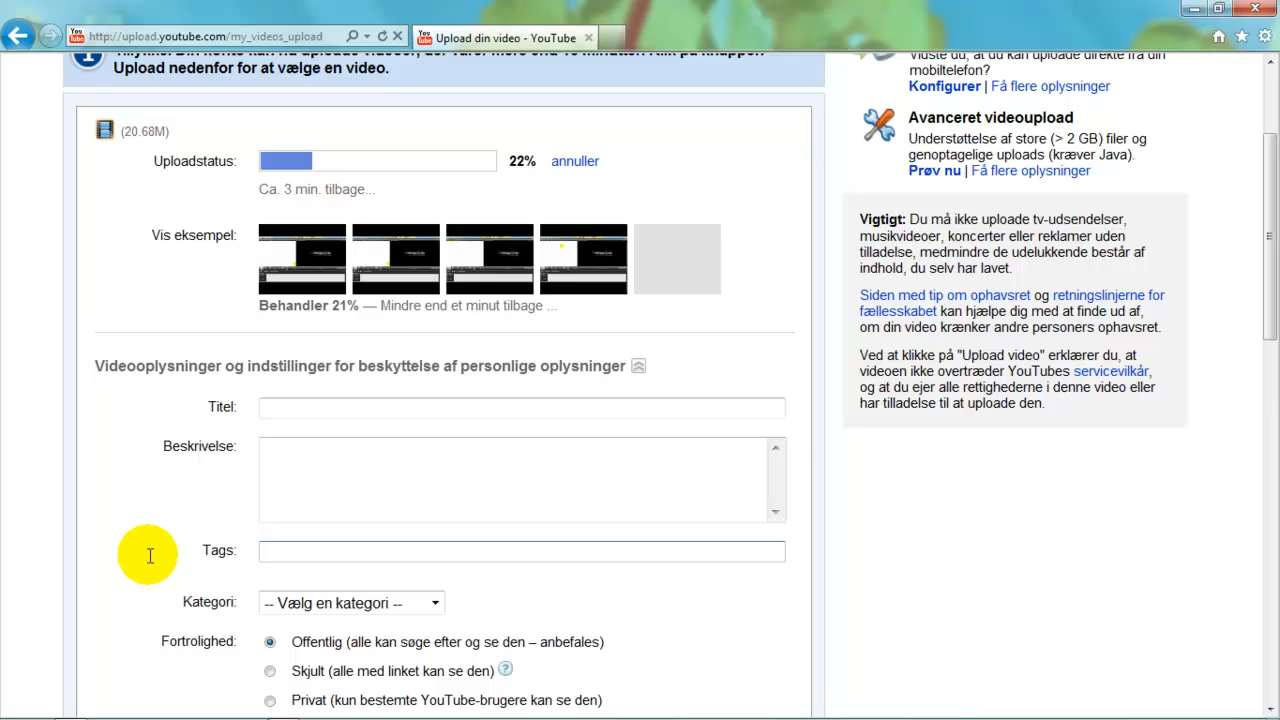 http://upload.youtube.com/my_videos_upload
Upload din video - YouTube
Upload nedenfor for at vælge en video.
(20.68M)
Uploadstatus:
22%
annuller
Ca. 3 min. tilbage...
Vis eksempel:
Behandler 21% — Mindre end et minut tilbage ...
Videooplysninger og indstillinger for beskyttelse af personlige oplysninger
Titel:
Beskrivelse:
Tags:
Kategori:
-- Vælg en kategori --
Fortrolighed:
Offentlig (alle kan søge efter og se den – anbefales)
Skjult (alle med linket kan se den)
Privat (kun bestemte YouTube-brugere kan se den)
Vidste du, at du kan uploade direkte fra din
mobiltelefon?
Konfigurer | Få flere oplysninger
Avanceret videoupload
Understøttelse af store (> 2 GB) filer og
genoptagelige uploads (kræver Java).
Prøv nu | Få flere oplysninger
Vigtigt: Du må ikke uploade tv-udsendelser,
musikvideoer, koncerter eller reklamer uden
tilladelse, medmindre de udelukkende består af
indhold, du selv har lavet.
Siden med tip om ophavsret og retningslinjerne for
fællesskabet kan hjælpe dig med at finde ud af,
om din video krænker andre personers ophavsret.
Ved at klikke på "Upload video" erklærer du, at
videoen ikke overtræder YouTubes servicevilkår,
og at du ejer alle rettighederne i denne video eller
har tilladelse til at uploade den.